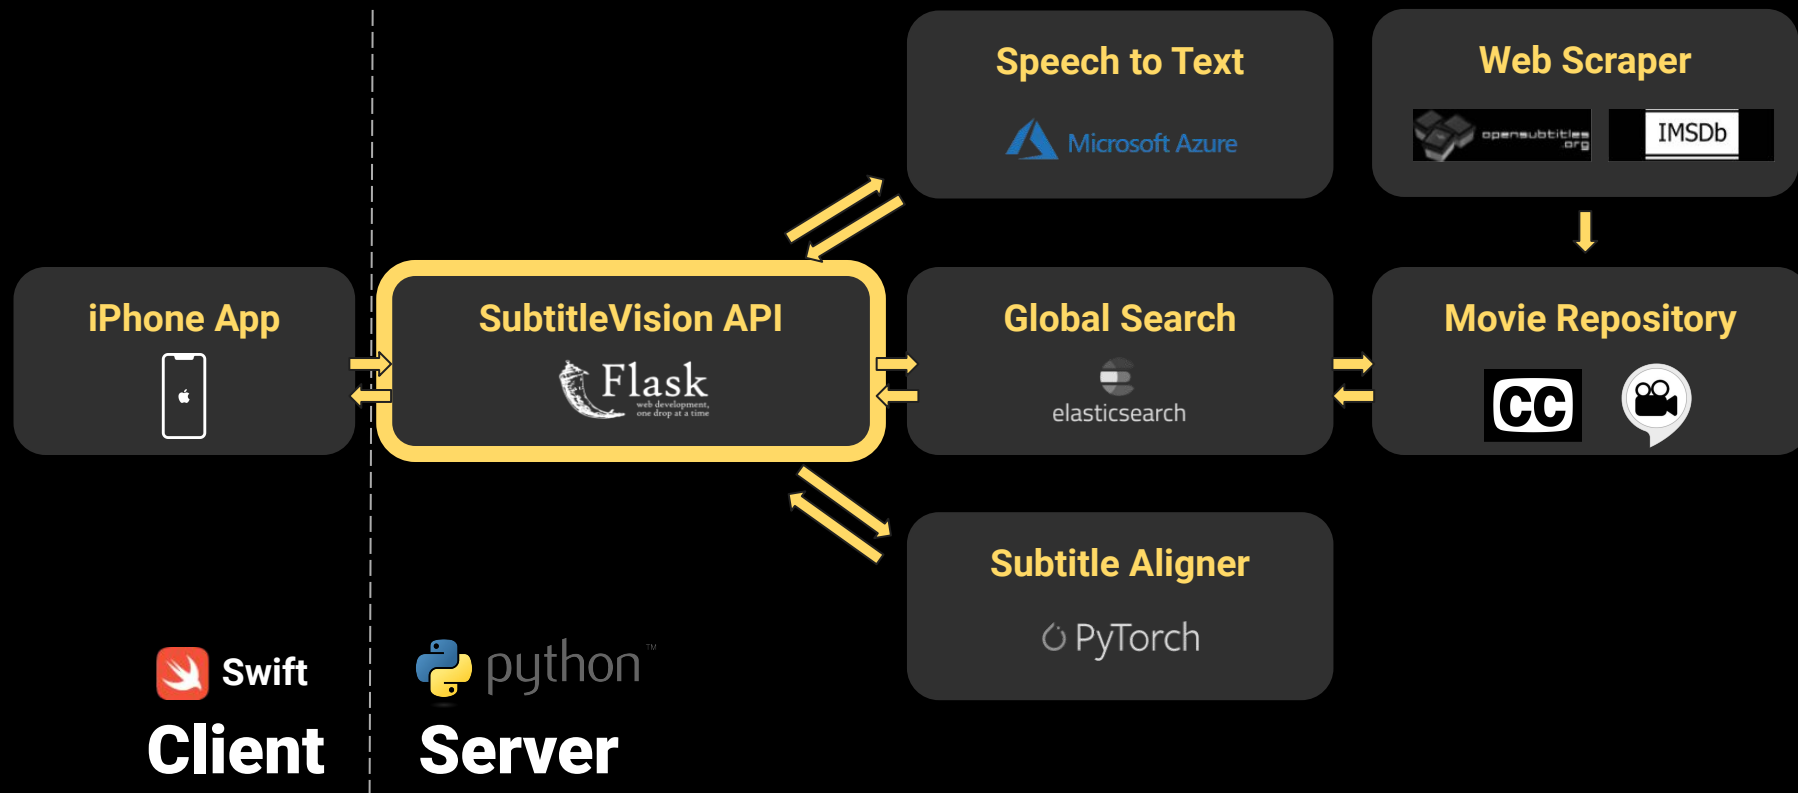 Speech to Text
Microsoft Azure
Web Scraper
opensubtitles
.org
IMSDb
iPhone App
SubtitleVision API
Flask
web development,
one drop at a time
Global Search
elasticsearch
Movie Repository
CC
Subtitle Aligner
PyTorch
Swift
python™
Client
Server